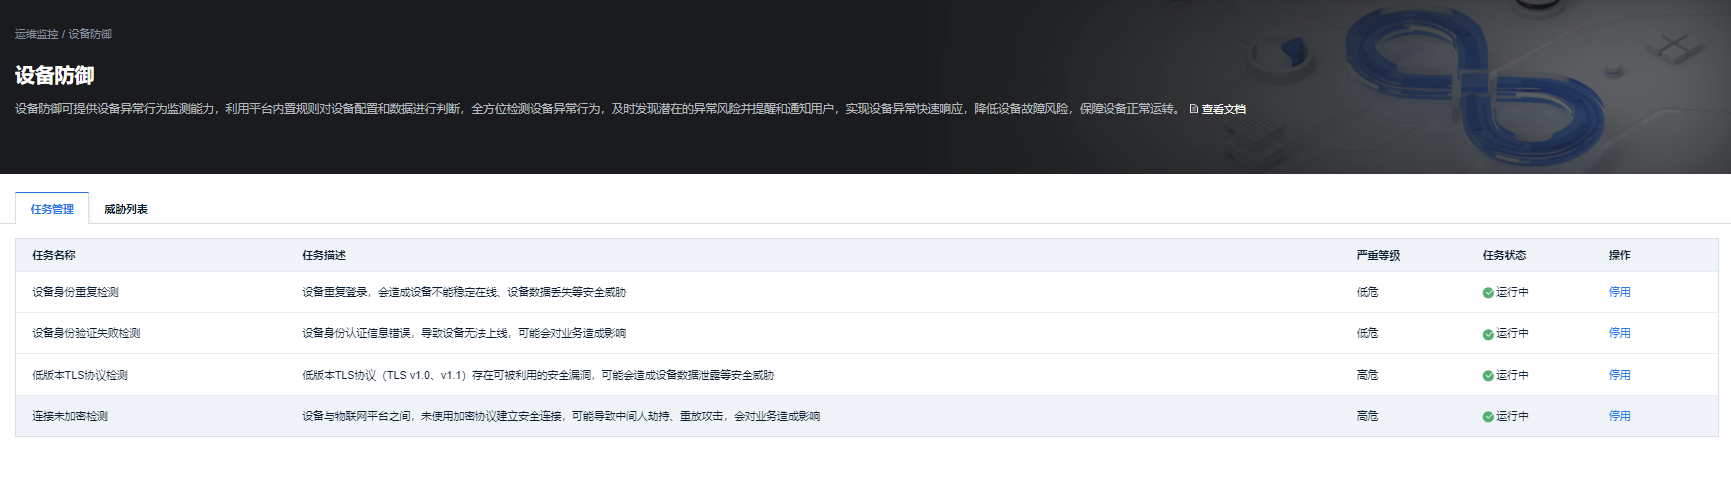 运维监控 / 设备防御
设备防御
设备防御可提供设备异常行为监测能力，利用平台内置规则对设备配置和数据进行判断，全方位检测设备异常行为，及时发现潜在的异常风险并提醒和通知用户，实现设备异常快速响应，降低设备故障风险，保障设备正常运转。 查看文档
任务管理 威胁列表
任务名称 任务描述 严重等级 任务状态 操作
设备身份重复检测 设备重复登录，会造成设备不能稳定在线、设备数据丢失等安全威胁 低危 运行中 停用
设备身份验证失败检测 设备身份认证信息错误，导致设备无法上线，可能会对业务造成影响 低危 运行中 停用
低版本TLS协议检测 低版本TLS协议（TLS v1.0、v1.1）存在可被利用的安全漏洞，可能会造成设备数据泄露等安全威胁 高危 运行中 停用
连接未加密检测 设备与物联网平台之间，未使用加密协议建立安全连接，可能导致中间人劫持、重放攻击，会对业务造成影响 高危 运行中 停用